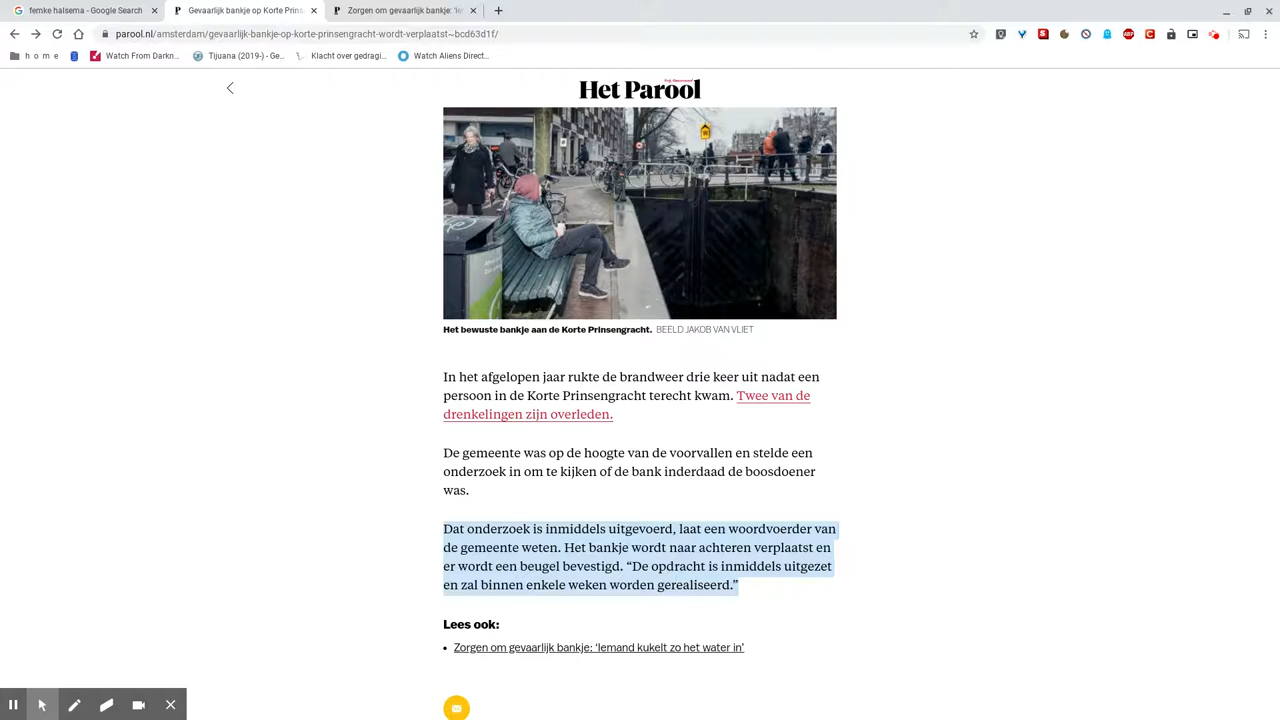 femke halsema - Google Search
Gevaarlijk bankje op Korte Prins
Zorgen om gevaarlijk bankje: 'Ie
parool.nl/amsterdam/gevaarlijk-bankje-op-korte-prinsengracht-wordt-verplaatst~bcd63d1f/
h o m e
Watch From Darkn...
Tijuana (2019-) - Ge...
Klacht over gedragi...
Watch Aliens Direct...
Het Parool
Het bewuste bankje aan de Korte Prinsengracht. BEELD JAKOB VAN VLIET
In het afgelopen jaar rukte de brandweer drie keer uit nadat een
persoon in de Korte Prinsengracht terecht kwam. Twee van de
drenkelingen zijn overleden.
De gemeente was op de hoogte van de voorvallen en stelde een
onderzoek in om te kijken of de bank inderdaad de boosdoener
was.
Dat onderzoek is inmiddels uitgevoerd, laat een woordvoerder van
de gemeente weten. Het bankje wordt naar achteren verplaatst en
er wordt een beugel bevestigd. “De opdracht is inmiddels uitgezet
en zal binnen enkele weken worden gerealiseerd.”
Lees ook:
• Zorgen om gevaarlijk bankje: ‘Iemand kukelt zo het water in’